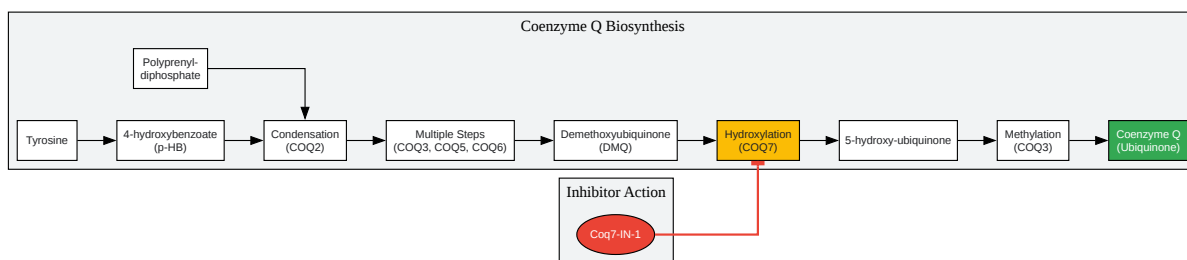 Coenzyme Q Biosynthesis
Polyprenyl-
diphosphate
Tyrosine
4-hydroxybenzoate
(p-HB)
Condensation
(COQ2)
Multiple Steps
(COQ3, COQ5, COQ6)
Demethoxyubiquinone
(DMQ)
Hydroxylation
(COQ7)
5-hydroxy-ubiquinone
Methylation
(COQ3)
Coenzyme Q
(Ubiquinone)
Inhibitor Action
Coq7-IN-1